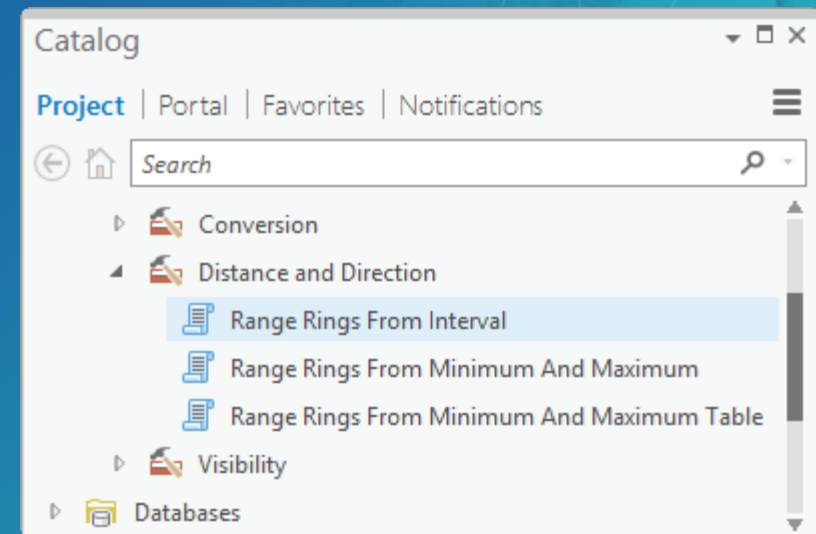 Catalog
Project | Portal | Favorites | Notifications
Search
Conversion
Distance and Direction
Range Rings From Interval
Range Rings From Minimum And Maximum
Range Rings From Minimum And Maximum Table
Visibility
Databases